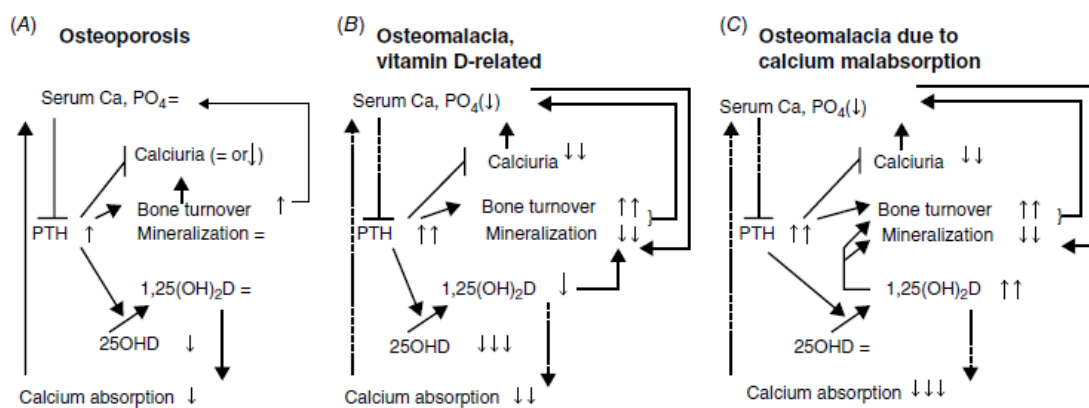 (A) Osteoporosis
Serum Ca, PO₄=
Calciuria (= or↓)
Bone turnover ↑
Mineralization =
PTH ↑
1,25(OH)₂D =
25OHD ↓
Calcium absorption ↓
(B) Osteomalacia,
vitamin D-related
Serum Ca, PO₄(↓)
Calciuria ↓↓
Bone turnover ↑↑
Mineralization ↓↓ }
PTH ↑↑
1,25(OH)₂D ↓
25OHD ↓↓↓
Calcium absorption ↓↓
(C) Osteomalacia due to
calcium malabsorption
Serum Ca, PO₄(↓)
Calciuria ↓↓
Bone turnover ↑↑
Mineralization ↓↓ }
PTH ↑↑
1,25(OH)₂D ↑↑
25OHD =
Calcium absorption ↓↓↓